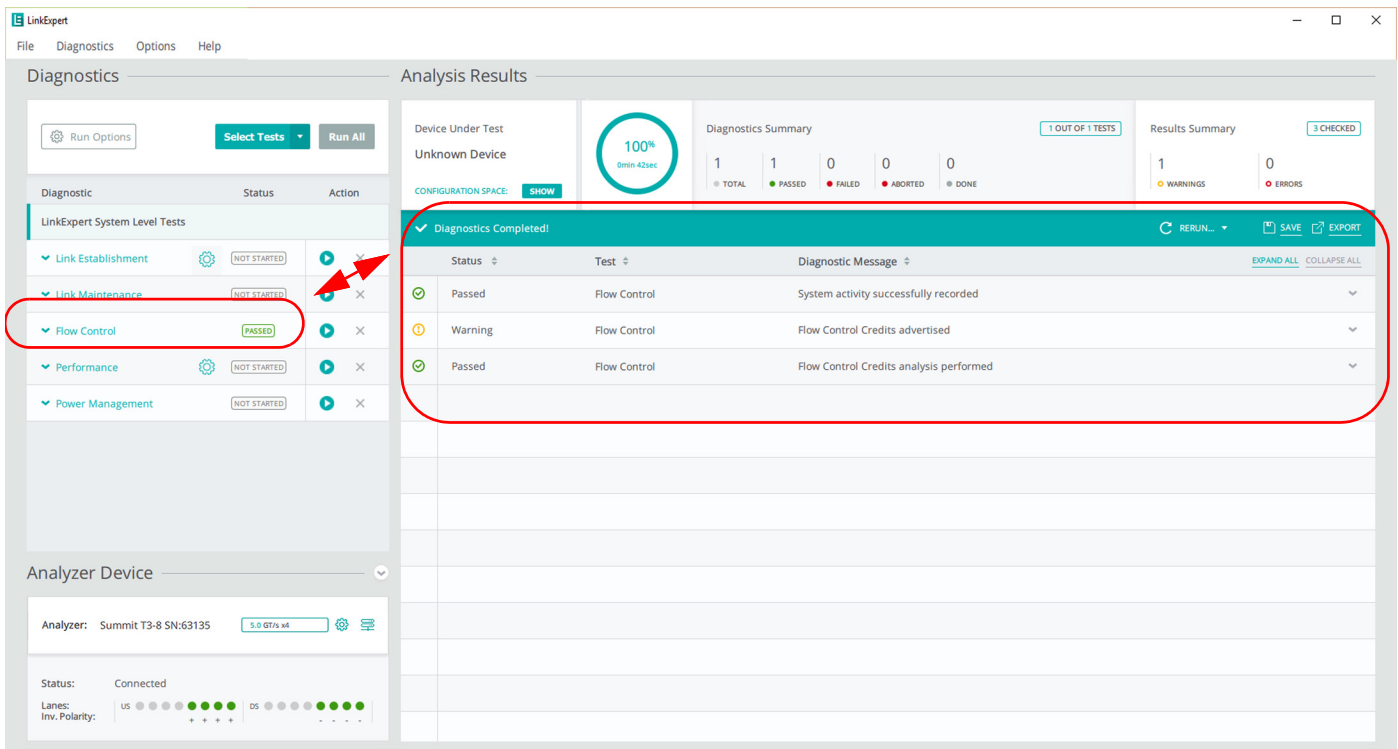 LinkExpert
File Diagnostics Options Help
Diagnostics
Run Options Select Tests Run All
Diagnostic Status Action
LinkExpert System Level Tests
Link Establishment NOT STARTED
Link Maintenance NOT STARTED
Flow Control PASSED
Performance NOT STARTED
Power Management NOT STARTED
Analyzer Device
Analyzer: Summit T3-8 SN:63135 5.0 GT/s x4
Status: Connected
Lanes: US DS
Inv. Polarity: + + + + - - - -
Analysis Results
Device Under Test
Unknown Device
CONFIGURATION SPACE: SHOW
100%
0min 42sec
Diagnostics Summary 1 OUT OF 1 TESTS
1 1 0 0 0
TOTAL PASSED FAILED ABORTED DONE
Results Summary 3 CHECKED
1 0
WARNINGS ERRORS
Diagnostics Completed! RERUN... SAVE EXPORT
Status Test Diagnostic Message EXPAND ALL COLLAPSE ALL
Passed Flow Control System activity successfully recorded
Warning Flow Control Flow Control Credits advertised
Passed Flow Control Flow Control Credits analysis performed